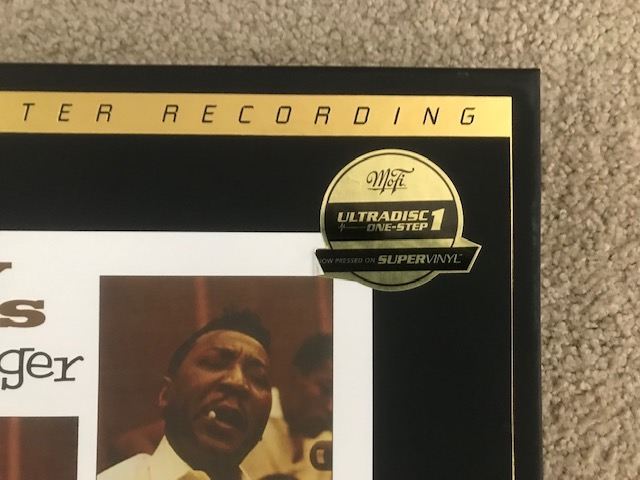 TER RECORDING
MoFi
ULTRADISC
ONE-STEP 1
OW PRESSED ON SUPERVINYL
s
ger